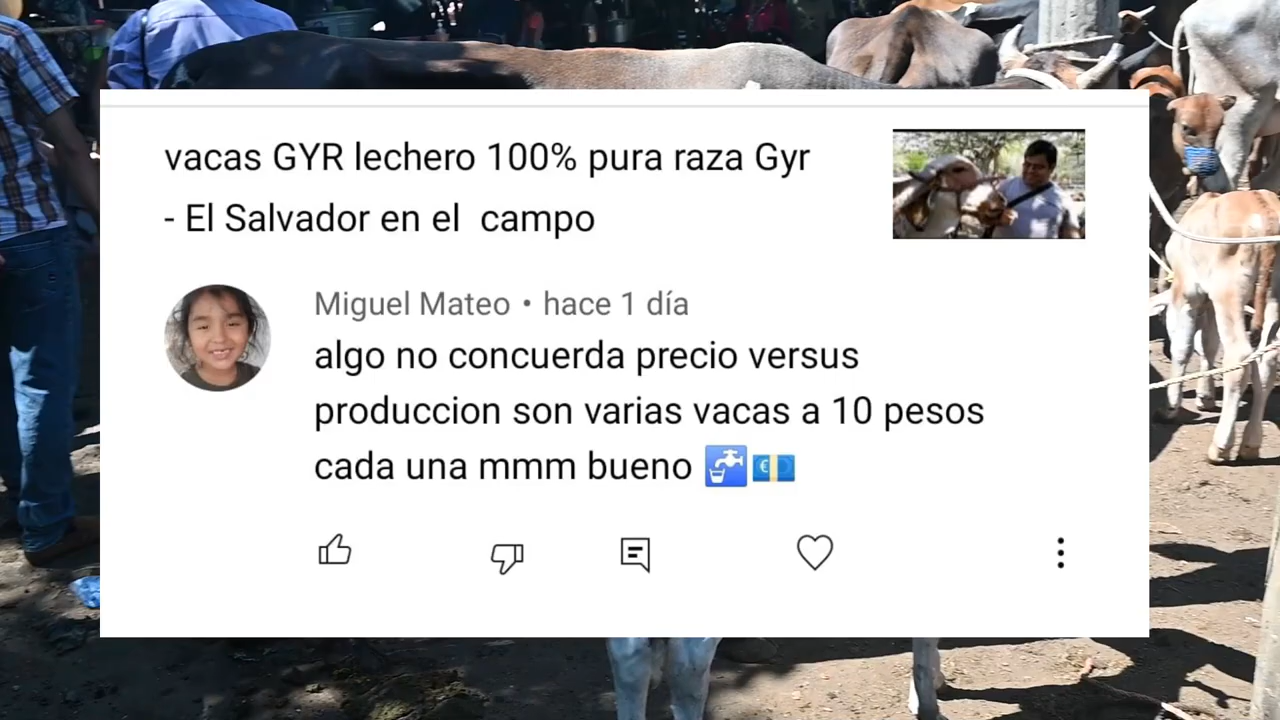 vacas GYR lechero 100% pura raza Gyr
- El Salvador en el campo
Miguel Mateo • hace 1 día
algo no concuerda precio versus
produccion son varias vacas a 10 pesos
cada una mmm bueno 🚰💶